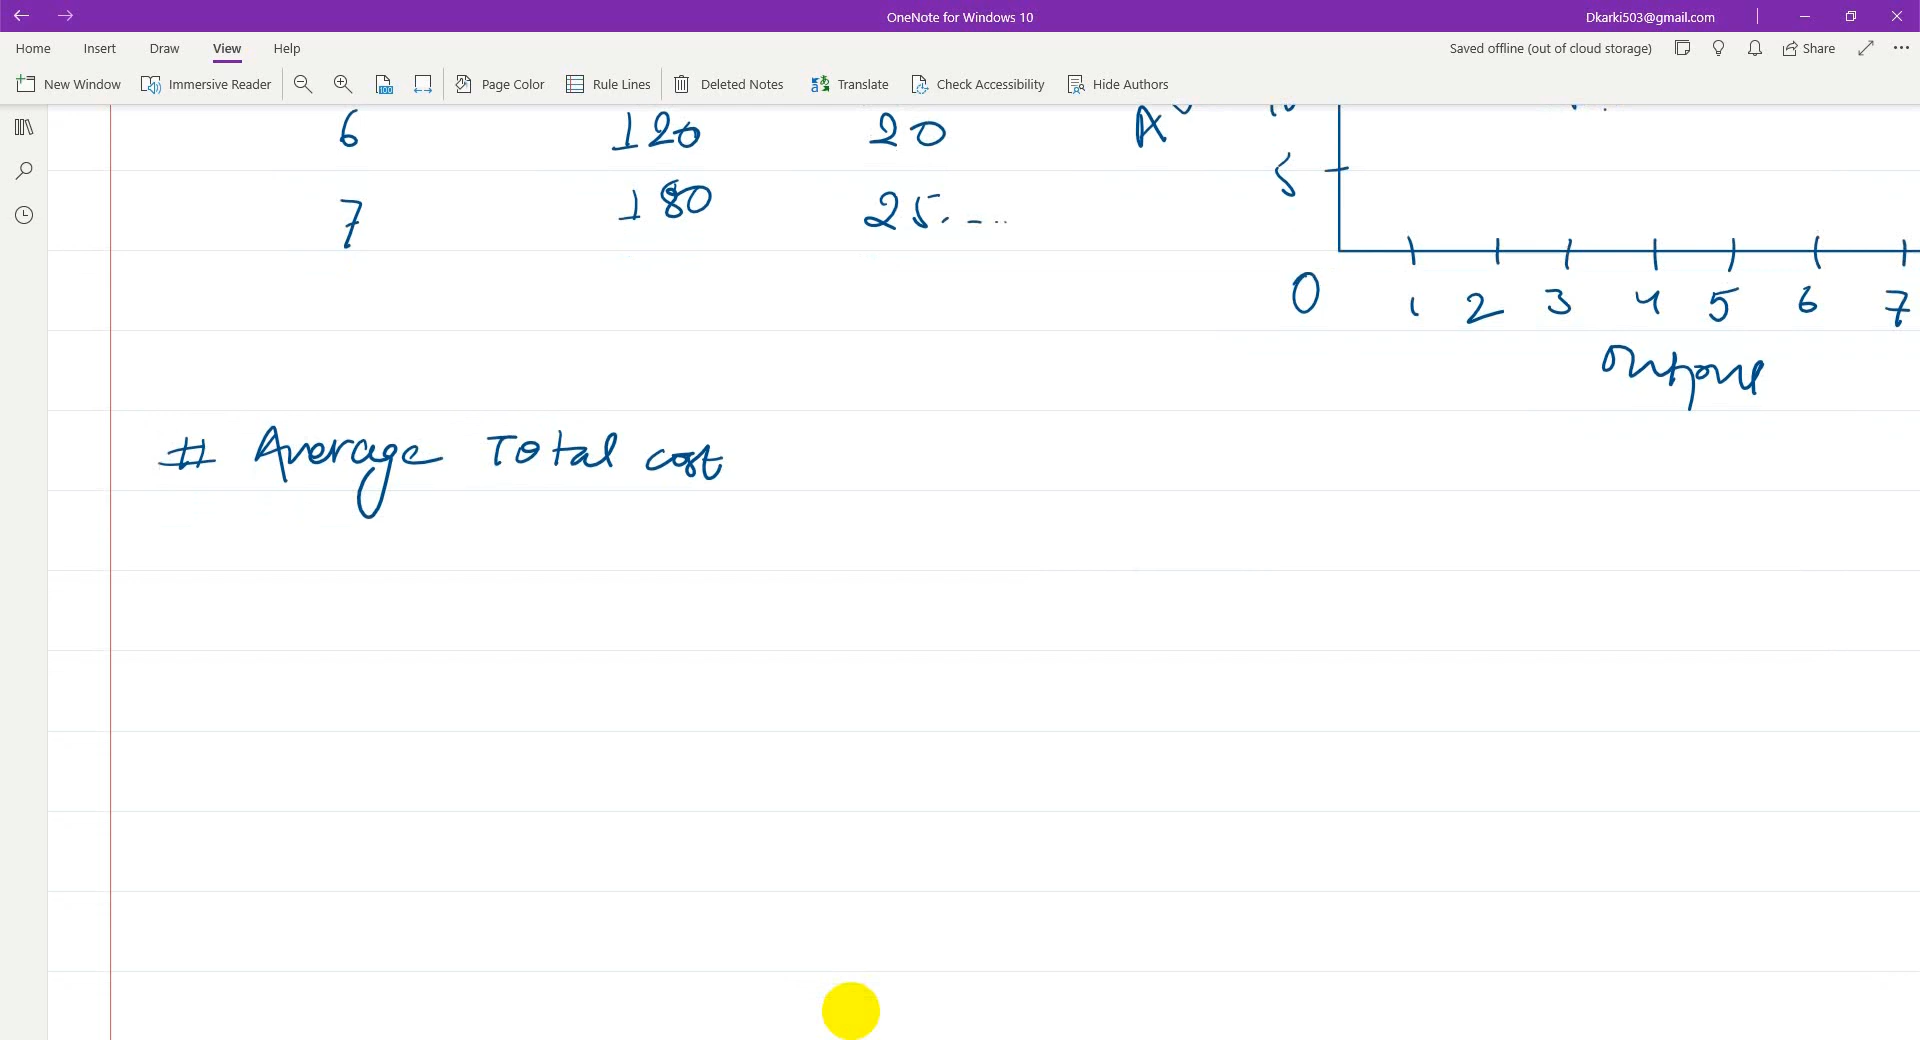 OneNote for Windows 10
Dkarki503@gmail.com
Home Insert Draw View Help
Saved offline (out of cloud storage) Share
New Window Immersive Reader 100 Page Color Rule Lines Deleted Notes Translate Check Accessibility Hide Authors
6 120 20
7 180 25.---
5
0 1 2 3 4 5 6 7
output
# Average Total cost